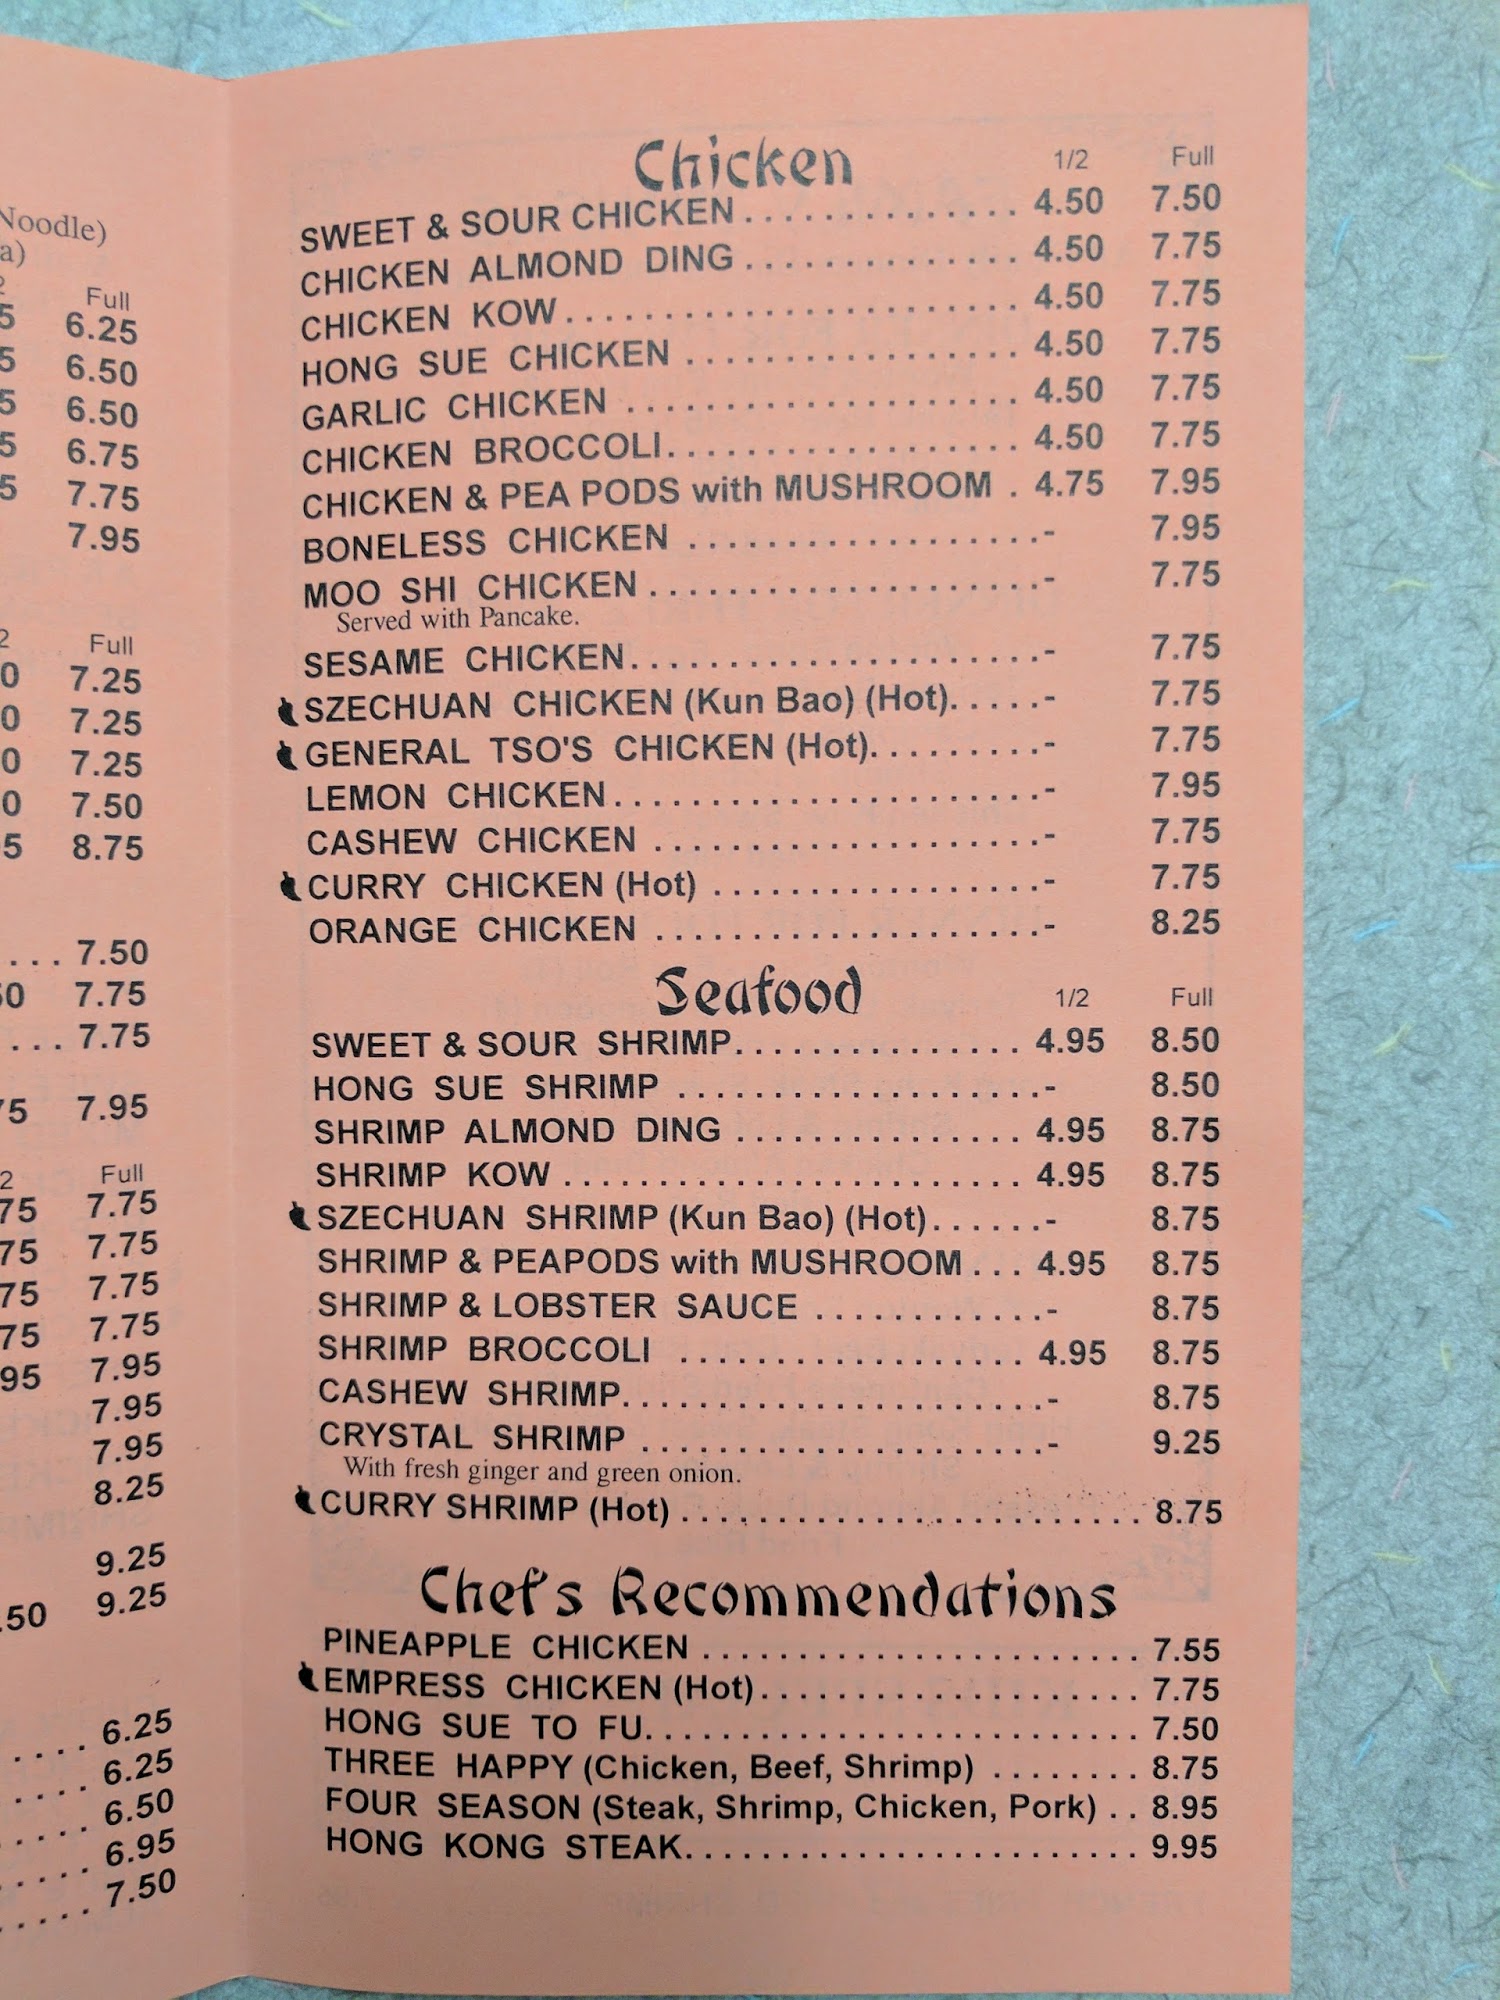 Noodle)
a)
Full
6.25
6.50
6.50
6.75
7.75
7.95
Full
7.25
7.25
7.25
7.50
8.75
. . . 7.50
7.75
. . . 7.75
7.95
Full
7.75
7.75
7.75
7.75
7.95
7.95
7.95
8.25
9.25
.50 9.25
. . . . 6.25
. . . . 6.25
. . . . 6.50
. . . . 6.95
. . . . . 7.50
Chicken 1/2 Full
SWEET & SOUR CHICKEN . . . . . . . . . . . . . . 4.50 7.50
CHICKEN ALMOND DING . . . . . . . . . . . . . . 4.50 7.75
CHICKEN KOW . . . . . . . . . . . . . . . . . . . . . . . 4.50 7.75
HONG SUE CHICKEN . . . . . . . . . . . . . . . . . 4.50 7.75
GARLIC CHICKEN . . . . . . . . . . . . . . . . . . . . 4.50 7.75
CHICKEN BROCCOLI. . . . . . . . . . . . . . . . . . 4.50 7.75
CHICKEN & PEA PODS with MUSHROOM . 4.75 7.95
BONELESS CHICKEN . . . . . . . . . . . . . . . . . .- 7.95
MOO SHI CHICKEN . . . . . . . . . . . . . . . . . . . .- 7.75
Served with Pancake.
SESAME CHICKEN. . . . . . . . . . . . . . . . . . . . .- 7.75
SZECHUAN CHICKEN (Kun Bao) (Hot). . . . .- 7.75
GENERAL TSO'S CHICKEN (Hot). . . . . . . . .- 7.75
LEMON CHICKEN . . . . . . . . . . . . . . . . . . . . . .- 7.95
CASHEW CHICKEN . . . . . . . . . . . . . . . . . . . .- 7.75
CURRY CHICKEN (Hot) . . . . . . . . . . . . . . . . .- 7.75
ORANGE CHICKEN . . . . . . . . . . . . . . . . . . . .- 8.25
Seafood 1/2 Full
SWEET & SOUR SHRIMP. . . . . . . . . . . . . . . 4.95 8.50
HONG SUE SHRIMP . . . . . . . . . . . . . . . . . . .- 8.50
SHRIMP ALMOND DING . . . . . . . . . . . . . . . 4.95 8.75
SHRIMP KOW . . . . . . . . . . . . . . . . . . . . . . . . 4.95 8.75
SZECHUAN SHRIMP (Kun Bao) (Hot). . . . . .- 8.75
SHRIMP & PEAPODS with MUSHROOM . . . 4.95 8.75
SHRIMP & LOBSTER SAUCE . . . . . . . . . . . .- 8.75
SHRIMP BROCCOLI . . . . . . . . . . . . . . . . . . 4.95 8.75
CASHEW SHRIMP. . . . . . . . . . . . . . . . . . . . . .- 8.75
CRYSTAL SHRIMP . . . . . . . . . . . . . . . . . . . . .- 9.25
With fresh ginger and green onion.
CURRY SHRIMP (Hot) . . . . . . . . . . . . . . . . . . . . . . . . 8.75
Chef's Recommendations
PINEAPPLE CHICKEN . . . . . . . . . . . . . . . . . . . . . . . 7.55
EMPRESS CHICKEN (Hot). . . . . . . . . . . . . . . . . . . . 7.75
HONG SUE TO FU. . . . . . . . . . . . . . . . . . . . . . . . . . 7.50
THREE HAPPY (Chicken, Beef, Shrimp) . . . . . . . . 8.75
FOUR SEASON (Steak, Shrimp, Chicken, Pork) . . 8.95
HONG KONG STEAK. . . . . . . . . . . . . . . . . . . . . . . . 9.95